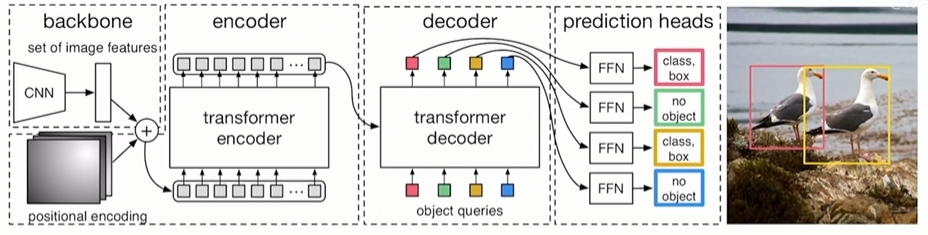 backbone
set of image features
CNN
+
positional encoding
encoder
...
transformer
encoder
...
decoder
transformer
decoder
object queries
prediction heads
FFN
class,
box
FFN
no
object
FFN
class,
box
FFN
no
object